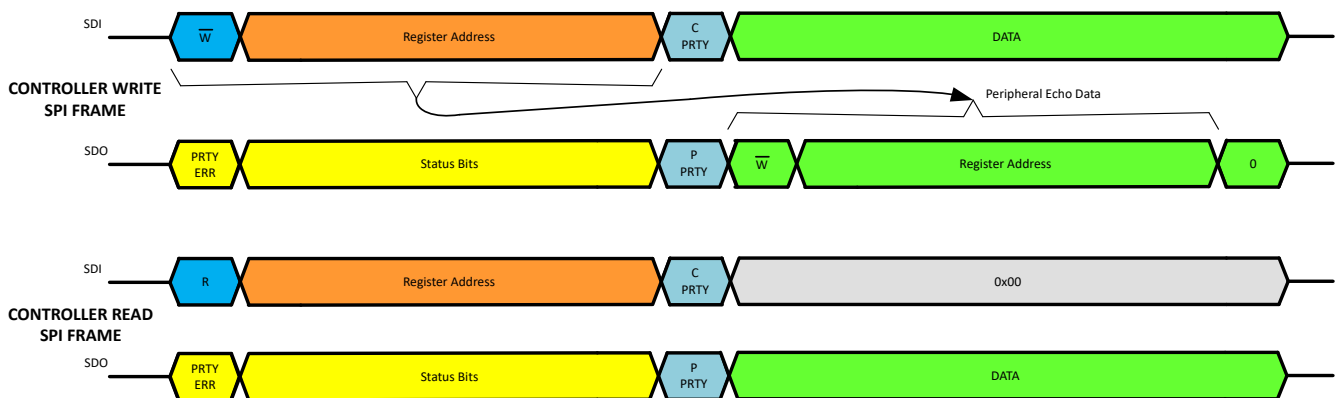 SDI
W̅
Register Address
C
PRTY
DATA
CONTROLLER WRITE
SPI FRAME
Peripheral Echo Data
SDO
PRTY
ERR
Status Bits
P
PRTY
W̅
Register Address
0
SDI
R
Register Address
C
PRTY
0x00
CONTROLLER READ
SPI FRAME
SDO
PRTY
ERR
Status Bits
P
PRTY
DATA